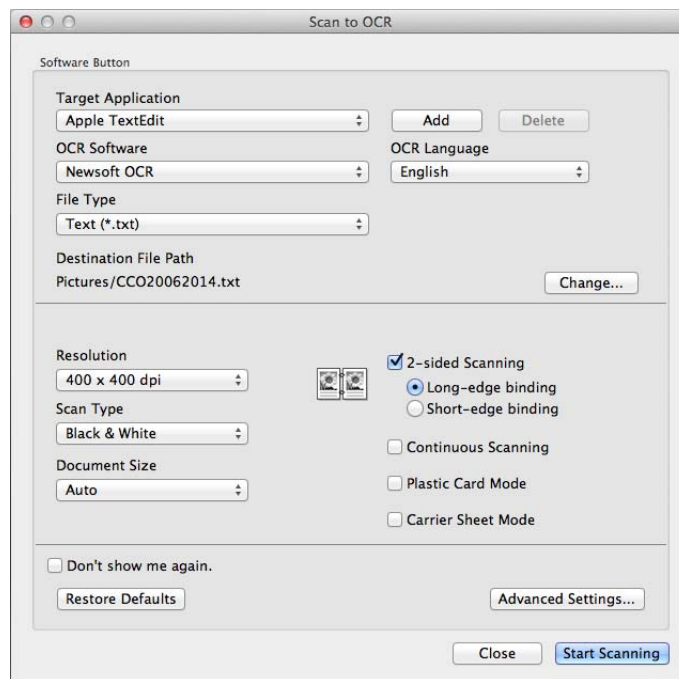 Scan to OCR
Software Button
Target Application
Apple TextEdit
Add
Delete
OCR Software
OCR Language
Newsoft OCR
English
File Type
Text (*.txt)
Destination File Path
Pictures/CCO20062014.txt
Change...
Resolution
400 x 400 dpi
2-sided Scanning
Long-edge binding
Short-edge binding
Scan Type
Black & White
Continuous Scanning
Document Size
Auto
Plastic Card Mode
Carrier Sheet Mode
Don't show me again.
Restore Defaults
Advanced Settings...
Close
Start Scanning